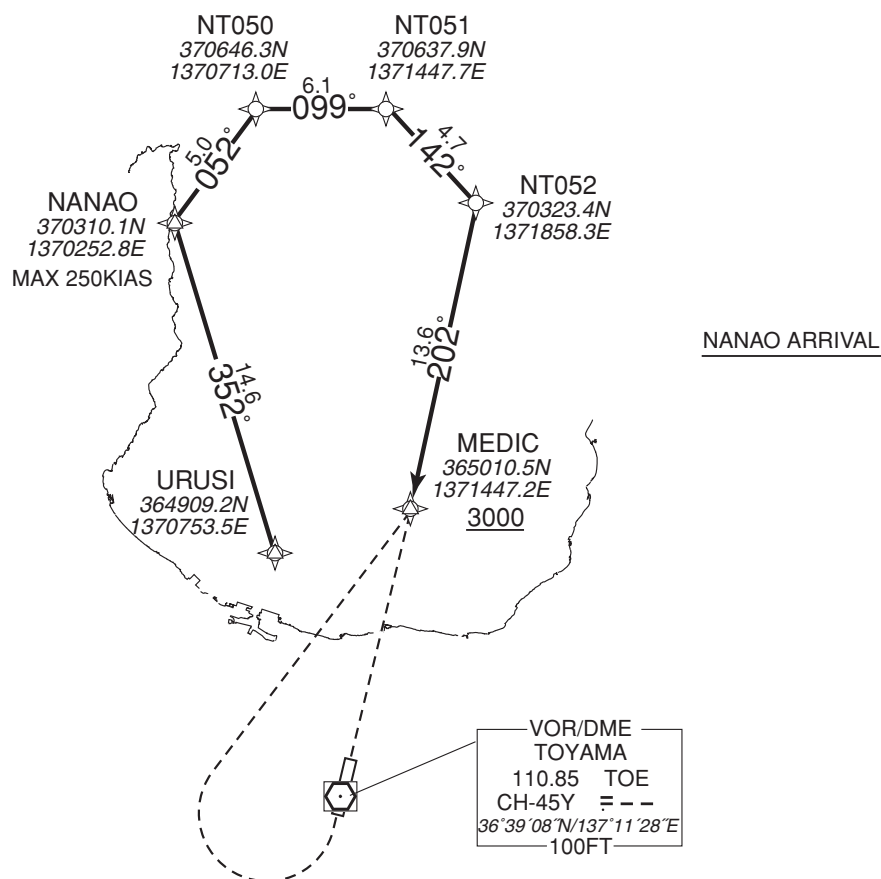 NT050
370646.3N
1370713.0E
NT051
370637.9N
1371447.7E
6.1
099°
5.0
052°
4.7
142°
NANAO
370310.1N
1370252.8E
MAX 250KIAS
NT052
370323.4N
1371858.3E
NANAO ARRIVAL
14.6
352°
13.6
202°
URUSI
364909.2N
1370753.5E
MEDIC
365010.5N
1371447.2E
3000
VOR/DME
TOYAMA
110.85 TOE
CH-45Y
36°39´08˝N/137°11´28˝E
100FT